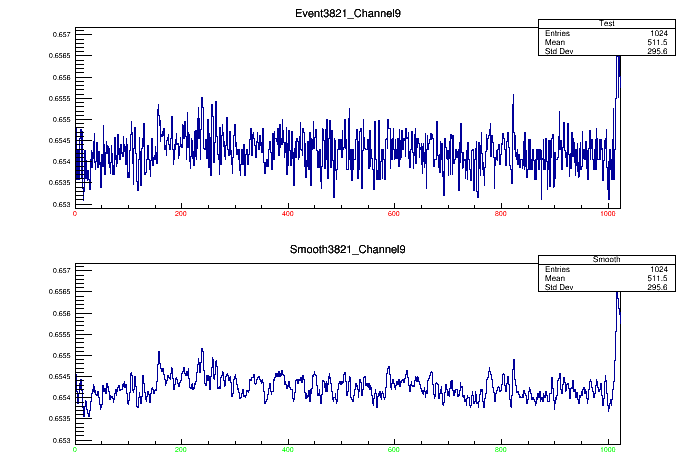 Event3821_Channel9
Test
Entries 1024
Mean 511.5
Std Dev 295.6
0.6575
0.657
0.6565
0.656
0.6555
0.655
0.6545
0.654
0.6535
0.653
0 200 400 600 800 1000
Smooth3821_Channel9
Smooth
Entries 1024
Mean 511.5
Std Dev 295.6
0.657
0.6565
0.656
0.6555
0.655
0.6545
0.654
0.6535
0.653
0 200 400 600 800 1000